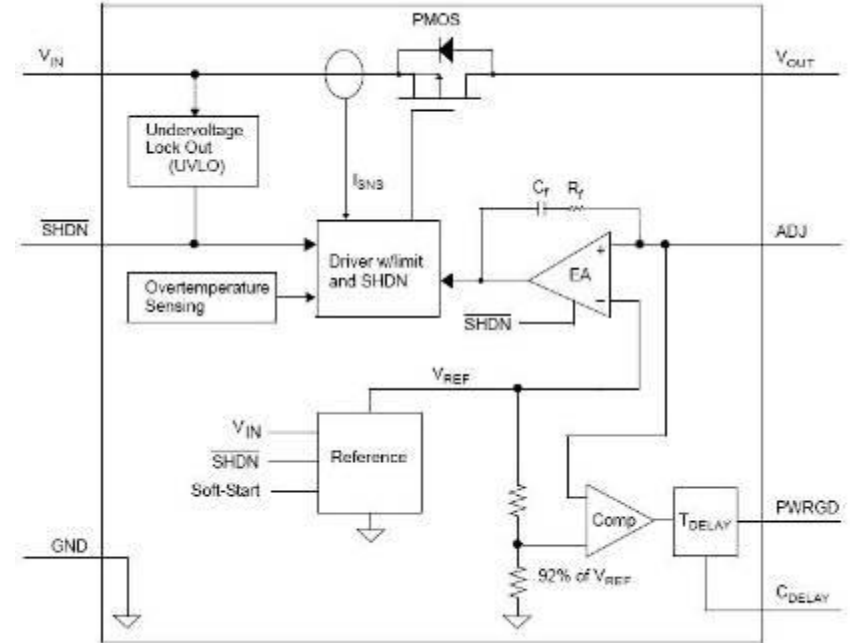 PMOS
VIN
VOUT
Undervoltage
Lock Out
(UVLO)
ISNS
Cf
Rf
SHDN
ADJ
Driver w/limit
and SHDN
+
EA
−
Overtemperature
Sensing
SHDN
VREF
VIN
SHDN
Soft-Start
Reference
Comp
TDELAY
PWRGD
GND
92% of VREF
CDELAY